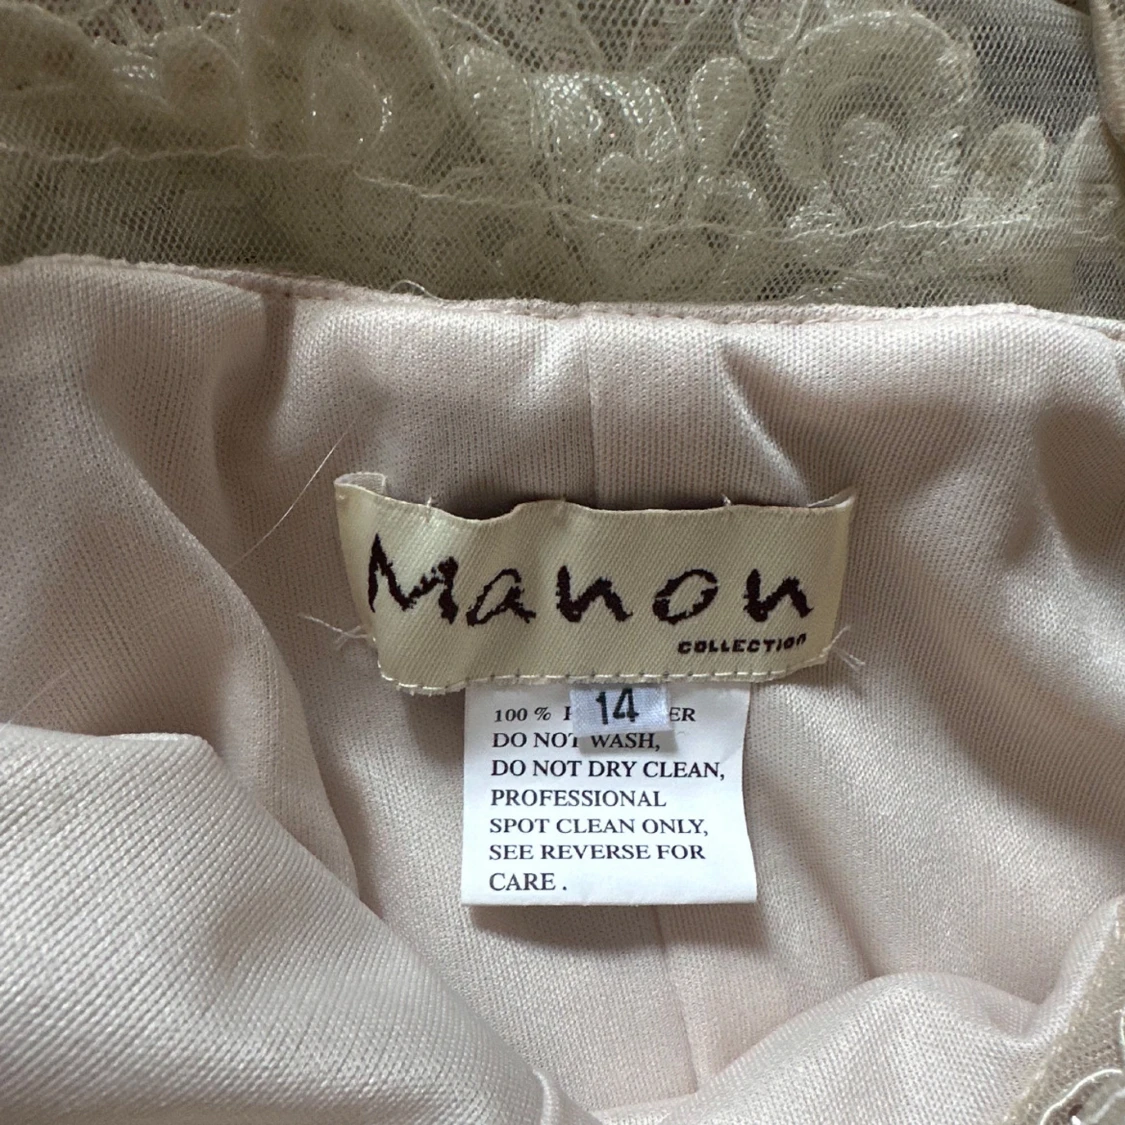 Manon
COLLECTION
14
100 % ER
DO NOT WASH,
DO NOT DRY CLEAN,
PROFESSIONAL
SPOT CLEAN ONLY,
SEE REVERSE FOR
CARE .